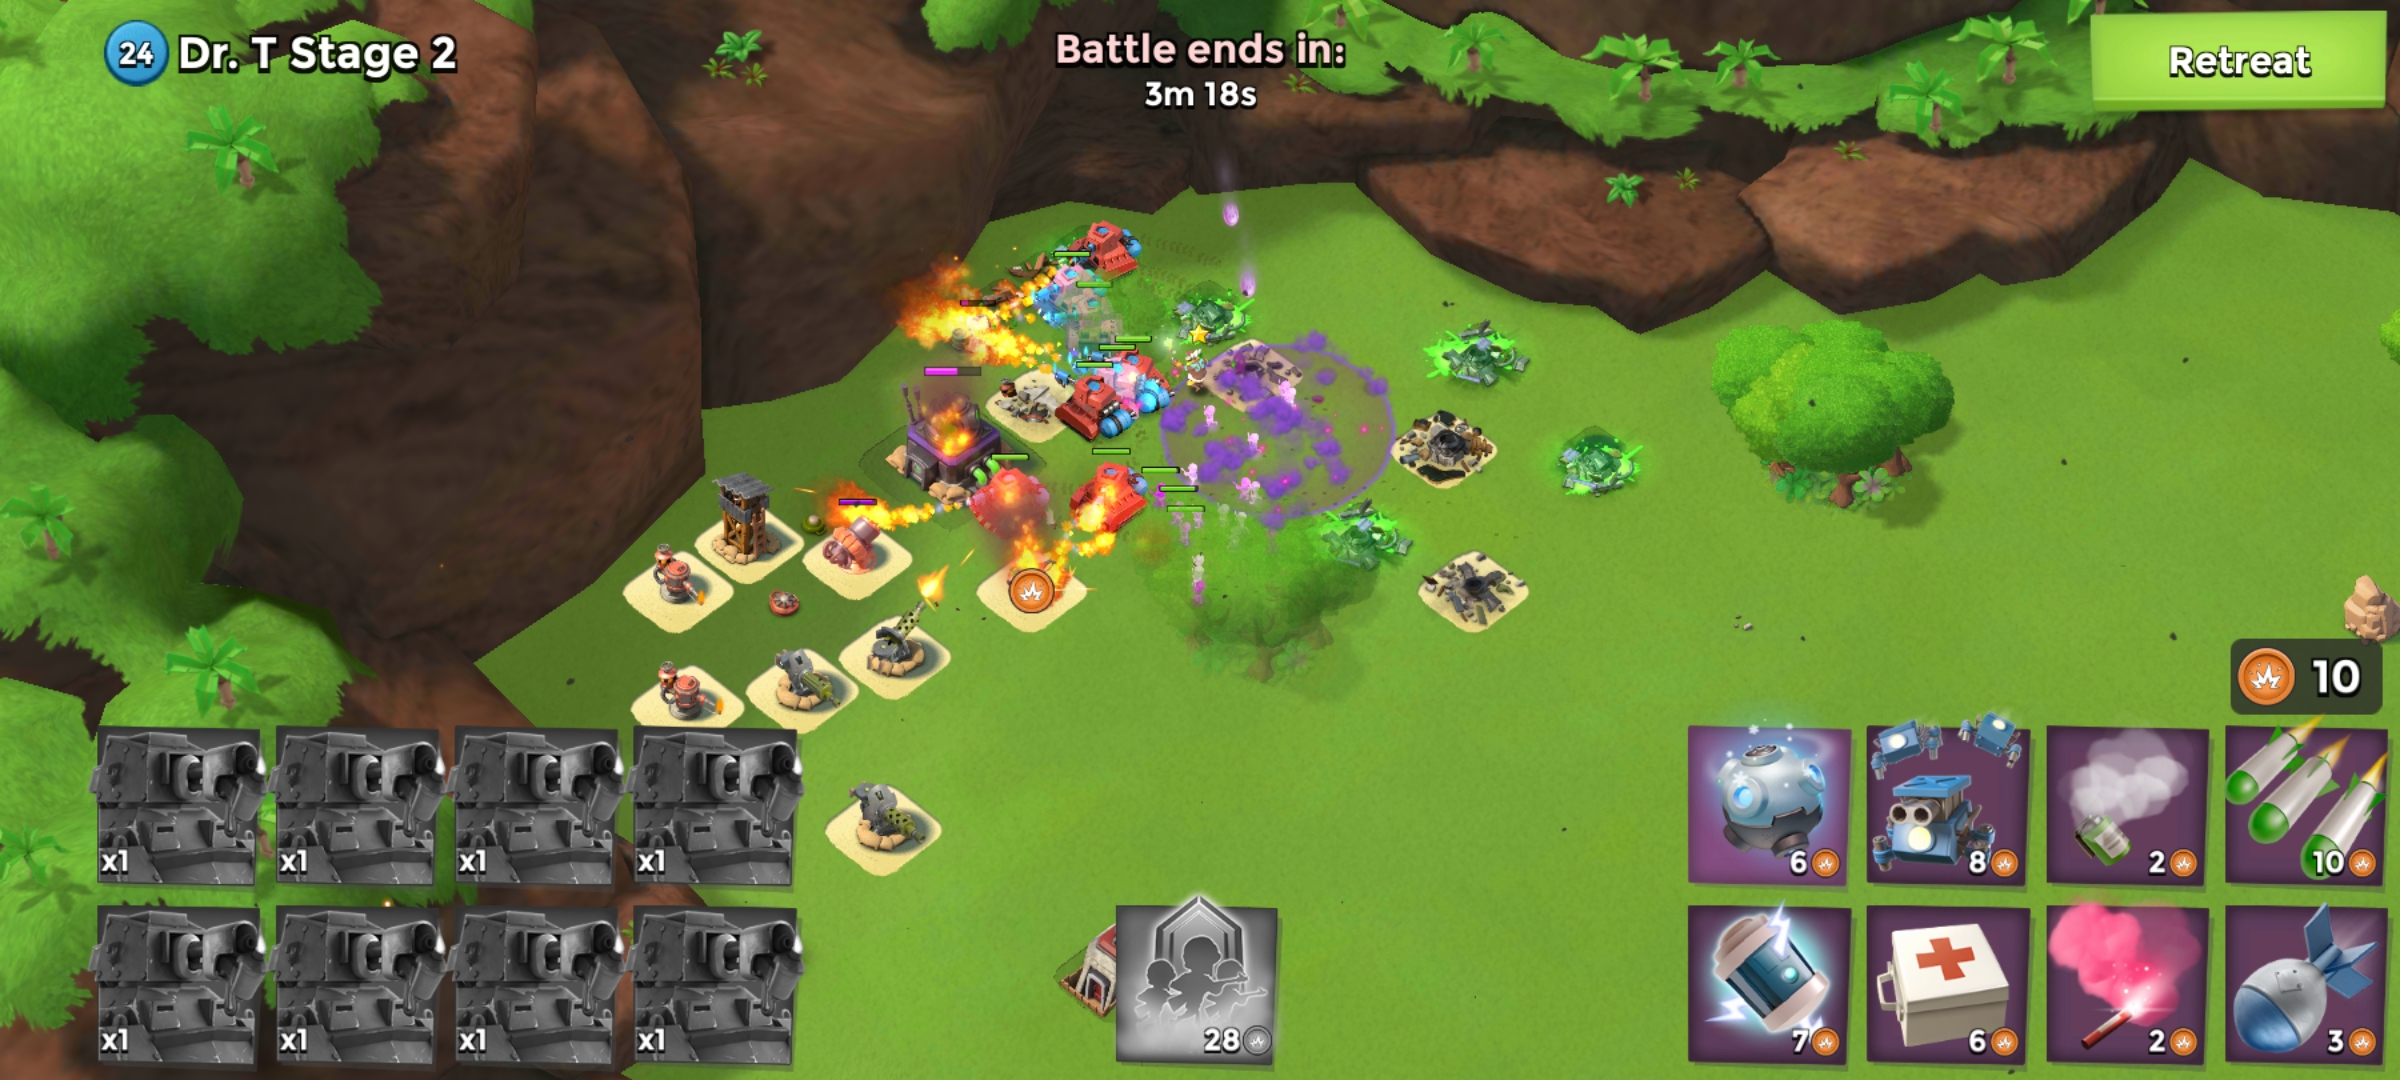 24 Dr. T Stage 2
Battle ends in:
3m 18s
Retreat
10
x1 x1 x1 x1
6 8 2 10
x1 x1 x1 x1
28
7 6 2 3